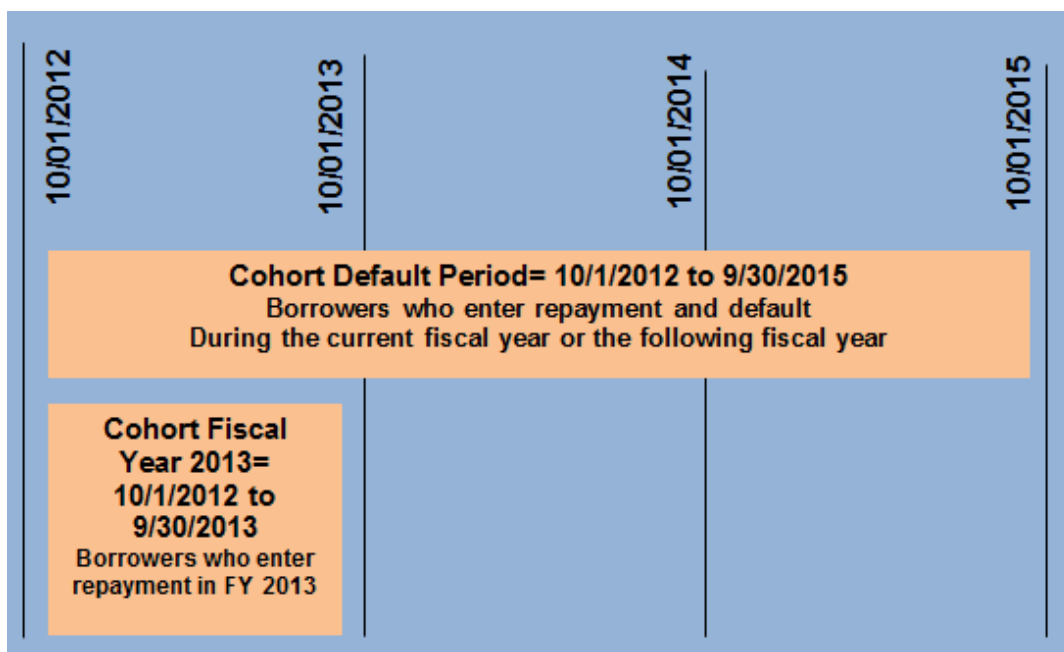 10/01/2012
10/01/2013
10/01/2014
10/01/2015
Cohort Default Period= 10/1/2012 to 9/30/2015
Borrowers who enter repayment and default
During the current fiscal year or the following fiscal year
Cohort Fiscal
Year 2013=
10/1/2012 to
9/30/2013
Borrowers who enter
repayment in FY 2013